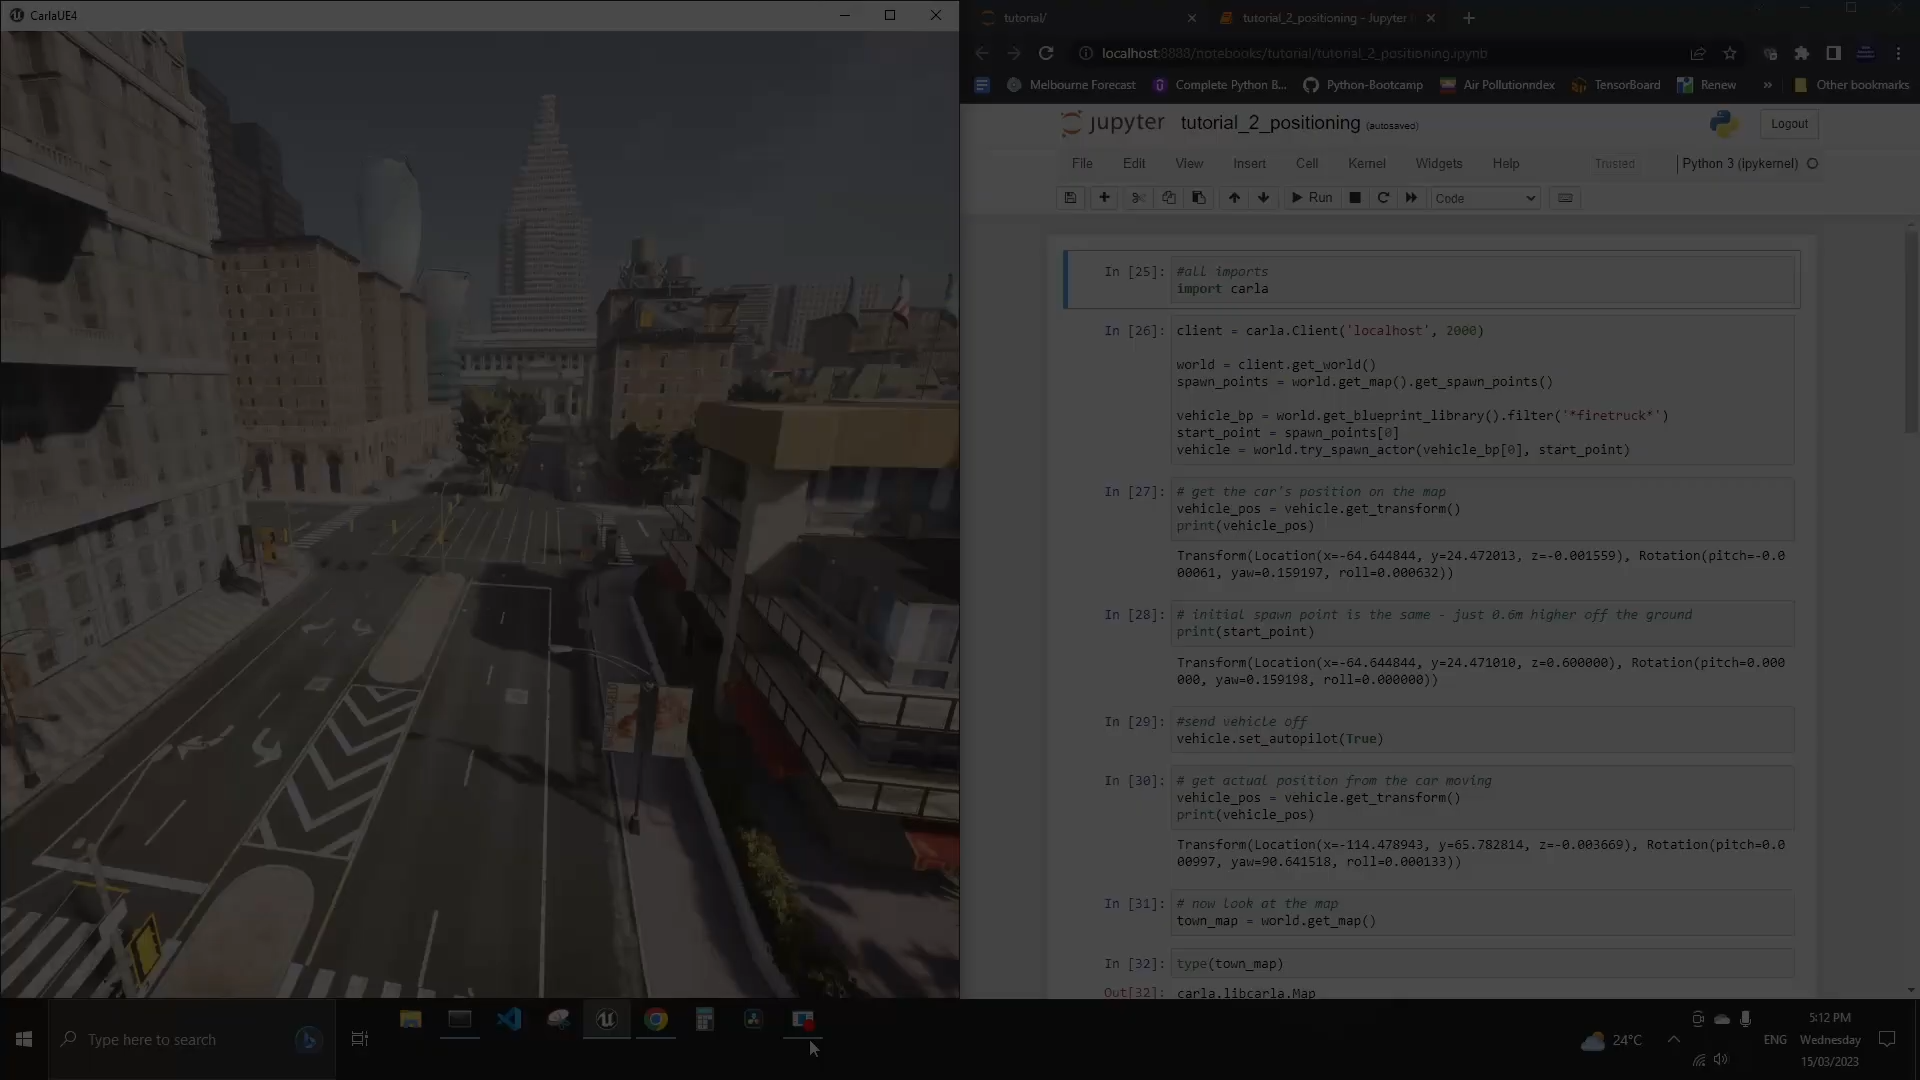 CarlaUE4
tutorial/
tutorial_2_positioning - Jupyter
localhost:8888/notebooks/tutorial/tutorial_2_positioning.ipynb
Melbourne Forecast
Complete Python B...
Python-Bootcamp
Air Pollutionndex
TensorBoard
Renew
»
Other bookmarks
jupyter tutorial_2_positioning (autosaved)
Logout
File Edit View Insert Cell Kernel Widgets Help
Trusted
Python 3 (ipykernel)
Run
Code
In [25]: #all imports
import carla
In [26]: client = carla.Client('localhost', 2000)
world = client.get_world()
spawn_points = world.get_map().get_spawn_points()
vehicle_bp = world.get_blueprint_library().filter('*firetruck*')
start_point = spawn_points[0]
vehicle = world.try_spawn_actor(vehicle_bp[0], start_point)
In [27]: # get the car's position on the map
vehicle_pos = vehicle.get_transform()
print(vehicle_pos)
Transform(Location(x=-64.644844, y=24.472013, z=-0.001559), Rotation(pitch=-0.0
00061, yaw=0.159197, roll=0.000632))
In [28]: # initial spawn point is the same - just 0.6m higher off the ground
print(start_point)
Transform(Location(x=-64.644844, y=24.471010, z=0.600000), Rotation(pitch=0.000
000, yaw=0.159198, roll=0.000000))
In [29]: #send vehicle off
vehicle.set_autopilot(True)
In [30]: # get actual position from the car moving
vehicle_pos = vehicle.get_transform()
print(vehicle_pos)
Transform(Location(x=-114.478943, y=65.782814, z=-0.003669), Rotation(pitch=0.0
00997, yaw=90.641518, roll=0.000133))
In [31]: # now look at the map
town_map = world.get_map()
In [32]: type(town_map)
Out[32]: carla.libcarla.Map
Type here to search
24°C
ENG
5:12 PM
Wednesday
15/03/2023